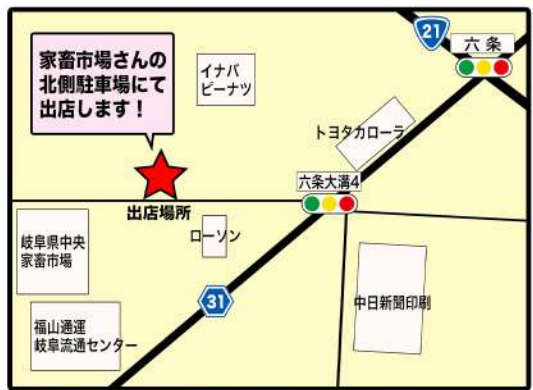 家畜市場さんの
北側駐車場にて
出店します！
イナバ
ピーナツ
21
六条
トヨタカローラ
六条大溝4
出店場所
ローソン
岐阜県中央
家畜市場
31
中日新聞印刷
福山通運
岐阜流通センター